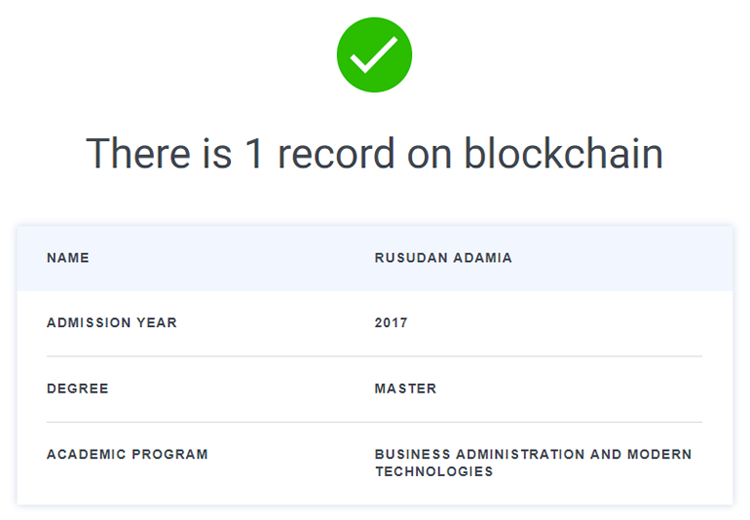 There is 1 record on blockchain
NAME RUSUDAN ADAMIA
ADMISSION YEAR 2017
DEGREE MASTER
ACADEMIC PROGRAM BUSINESS ADMINISTRATION AND MODERN
TECHNOLOGIES